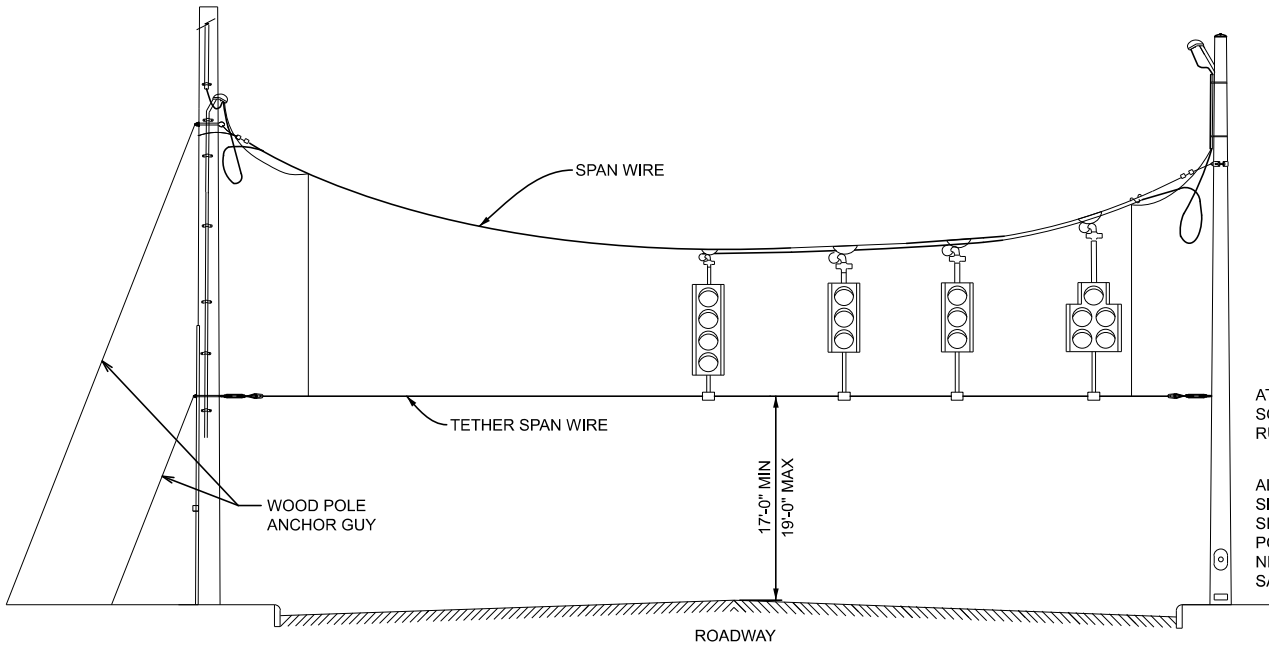 SPAN WIRE
TETHER SPAN WIRE
WOOD POLE
ANCHOR GUY
17'-0" MIN
19'-0" MAX
ROADWAY